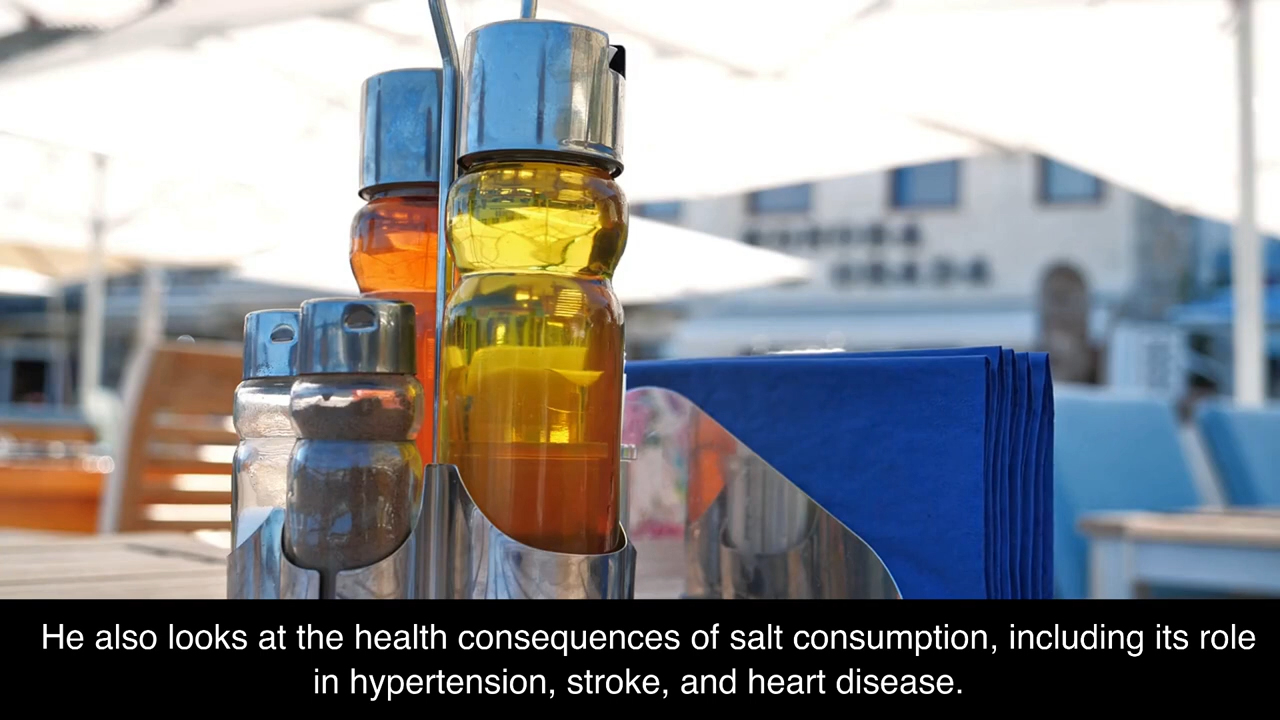 He also looks at the health consequences of salt consumption, including its role
in hypertension, stroke, and heart disease.